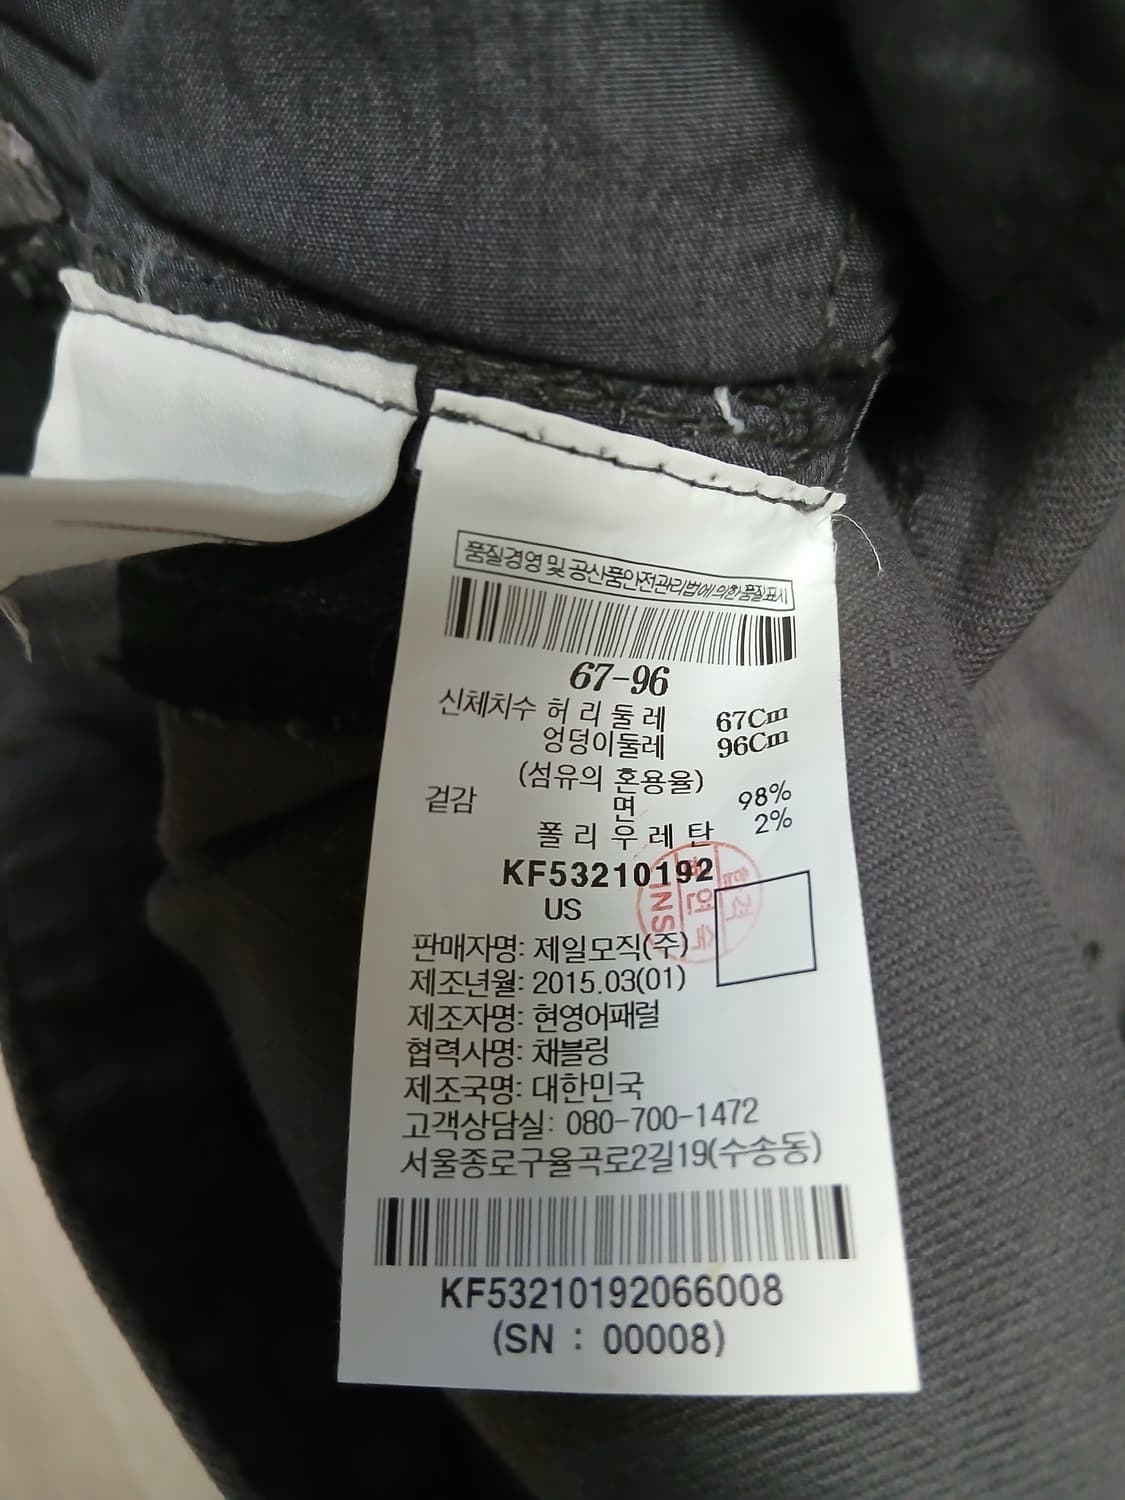 품질경영 및 공산품안전관리법에 의한 품질표시
67-96
신체치수 허리둘레 67Cm
엉덩이둘레 96Cm
(섬유의 혼용율)
겉감 면 98%
폴리우레탄 2%
KF53210192
US
판매자명: 제일모직(주)
제조년월: 2015.03(01)
제조자명: 현영어패럴
협력사명: 채블링
제조국명: 대한민국
고객상담실: 080-700-1472
서울종로구율곡로2길19(수송동)
KF53210192066008
(SN : 00008)
INS
합격